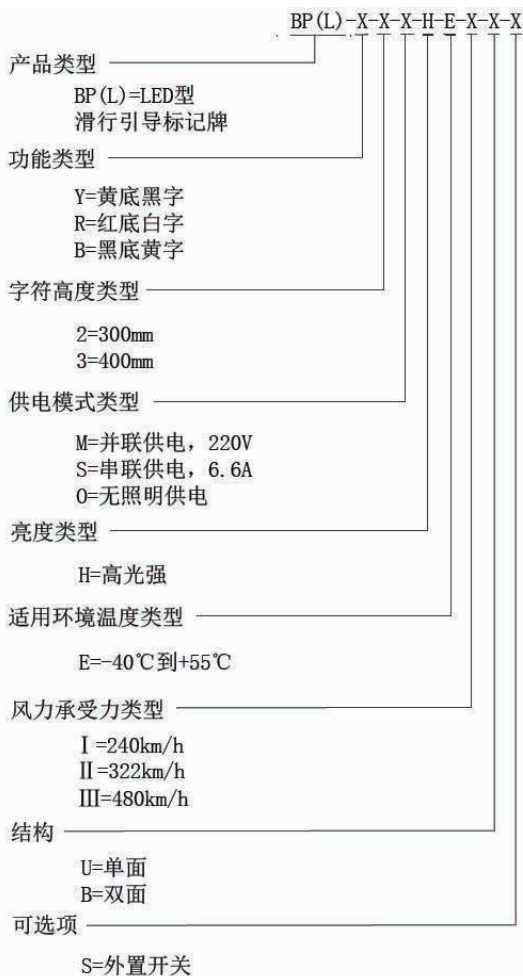 BP(L)-X-X-X-H-E-X-X-X
产品类型
BP(L)=LED型
滑行引导标记牌
功能类型
Y=黄底黑字
R=红底白字
B=黑底黄字
字符高度类型
2=300mm
3=400mm
供电模式类型
M=并联供电，220V
S=串联供电，6.6A
O=无照明供电
亮度类型
H=高光强
适用环境温度类型
E=-40℃到+55℃
风力承受力类型
Ⅰ=240km/h
Ⅱ=322km/h
Ⅲ=480km/h
结构
U=单面
B=双面
可选项
S=外置开关